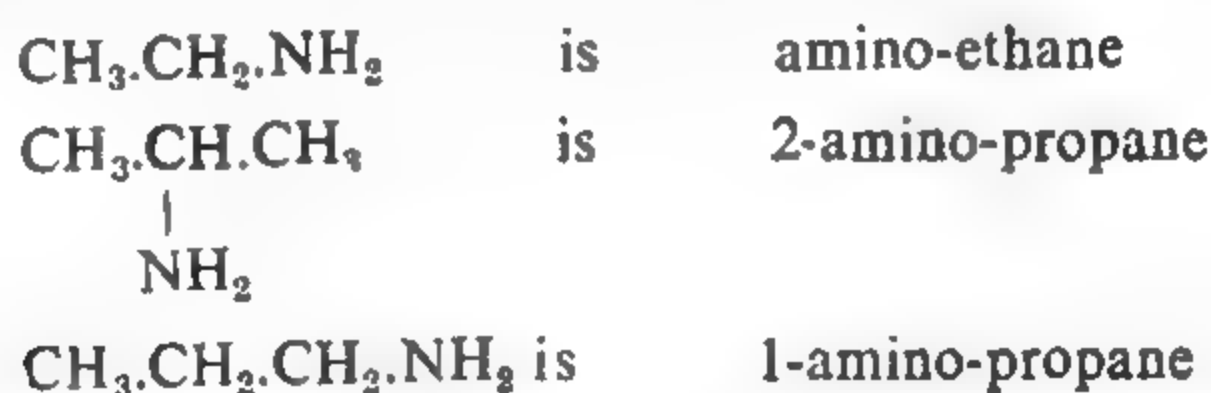 CH₃.CH₂.NH₂ is amino-ethane
CH₃.CH.CH₃ is 2-amino-propane
|
NH₂
CH₃.CH₂.CH₂.NH₂ is 1-amino-propane